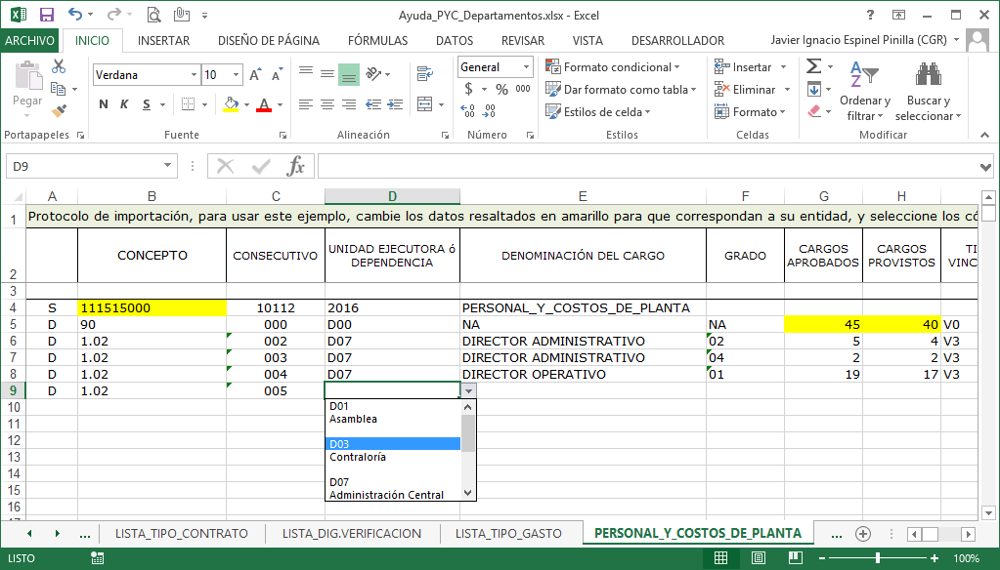 Ayuda_PYC_Departamentos.xlsx - Excel
ARCHIVO INICIO INSERTAR DISEÑO DE PÁGINA FÓRMULAS DATOS REVISAR VISTA DESARROLLADOR Javier Ignacio Espinel Pinilla (CGR)
Pegar
Verdana 10
N K S
General
$ % 000
Formato condicional
Dar formato como tabla
Estilos de celda
Insertar
Eliminar
Formato
Ordenar y filtrar
Buscar y seleccionar
Portapapeles Fuente Alineación Número Estilos Celdas Modificar
D9 fx
A B C D E F G H
1 Protocolo de importación, para usar este ejemplo, cambie los datos resaltados en amarillo para que correspondan a su entidad, y seleccione los có
2 CONCEPTO CONSECUTIVO UNIDAD EJECUTORA ó DEPENDENCIA DENOMINACIÓN DEL CARGO GRADO CARGOS APROBADOS CARGOS PROVISTOS TI VINC
3
4 S 111515000 10112 2016 PERSONAL_Y_COSTOS_DE_PLANTA
5 D 90 000 D00 NA NA 45 40 V0
6 D 1.02 002 D07 DIRECTOR ADMINISTRATIVO 02 5 4 V3
7 D 1.02 003 D07 DIRECTOR ADMINISTRATIVO 04 2 2 V3
8 D 1.02 004 D07 DIRECTOR OPERATIVO 01 19 17 V3
9 D 1.02 005
10 D01
11 Asamblea
12 D03
13 Contraloría
14 D07
15 Administración Central
16
... LISTA_TIPO_CONTRATO LISTA_DIG.VERIFICACION LISTA_TIPO_GASTO PERSONAL_Y_COSTOS_DE_PLANTA ...
LISTO 100%